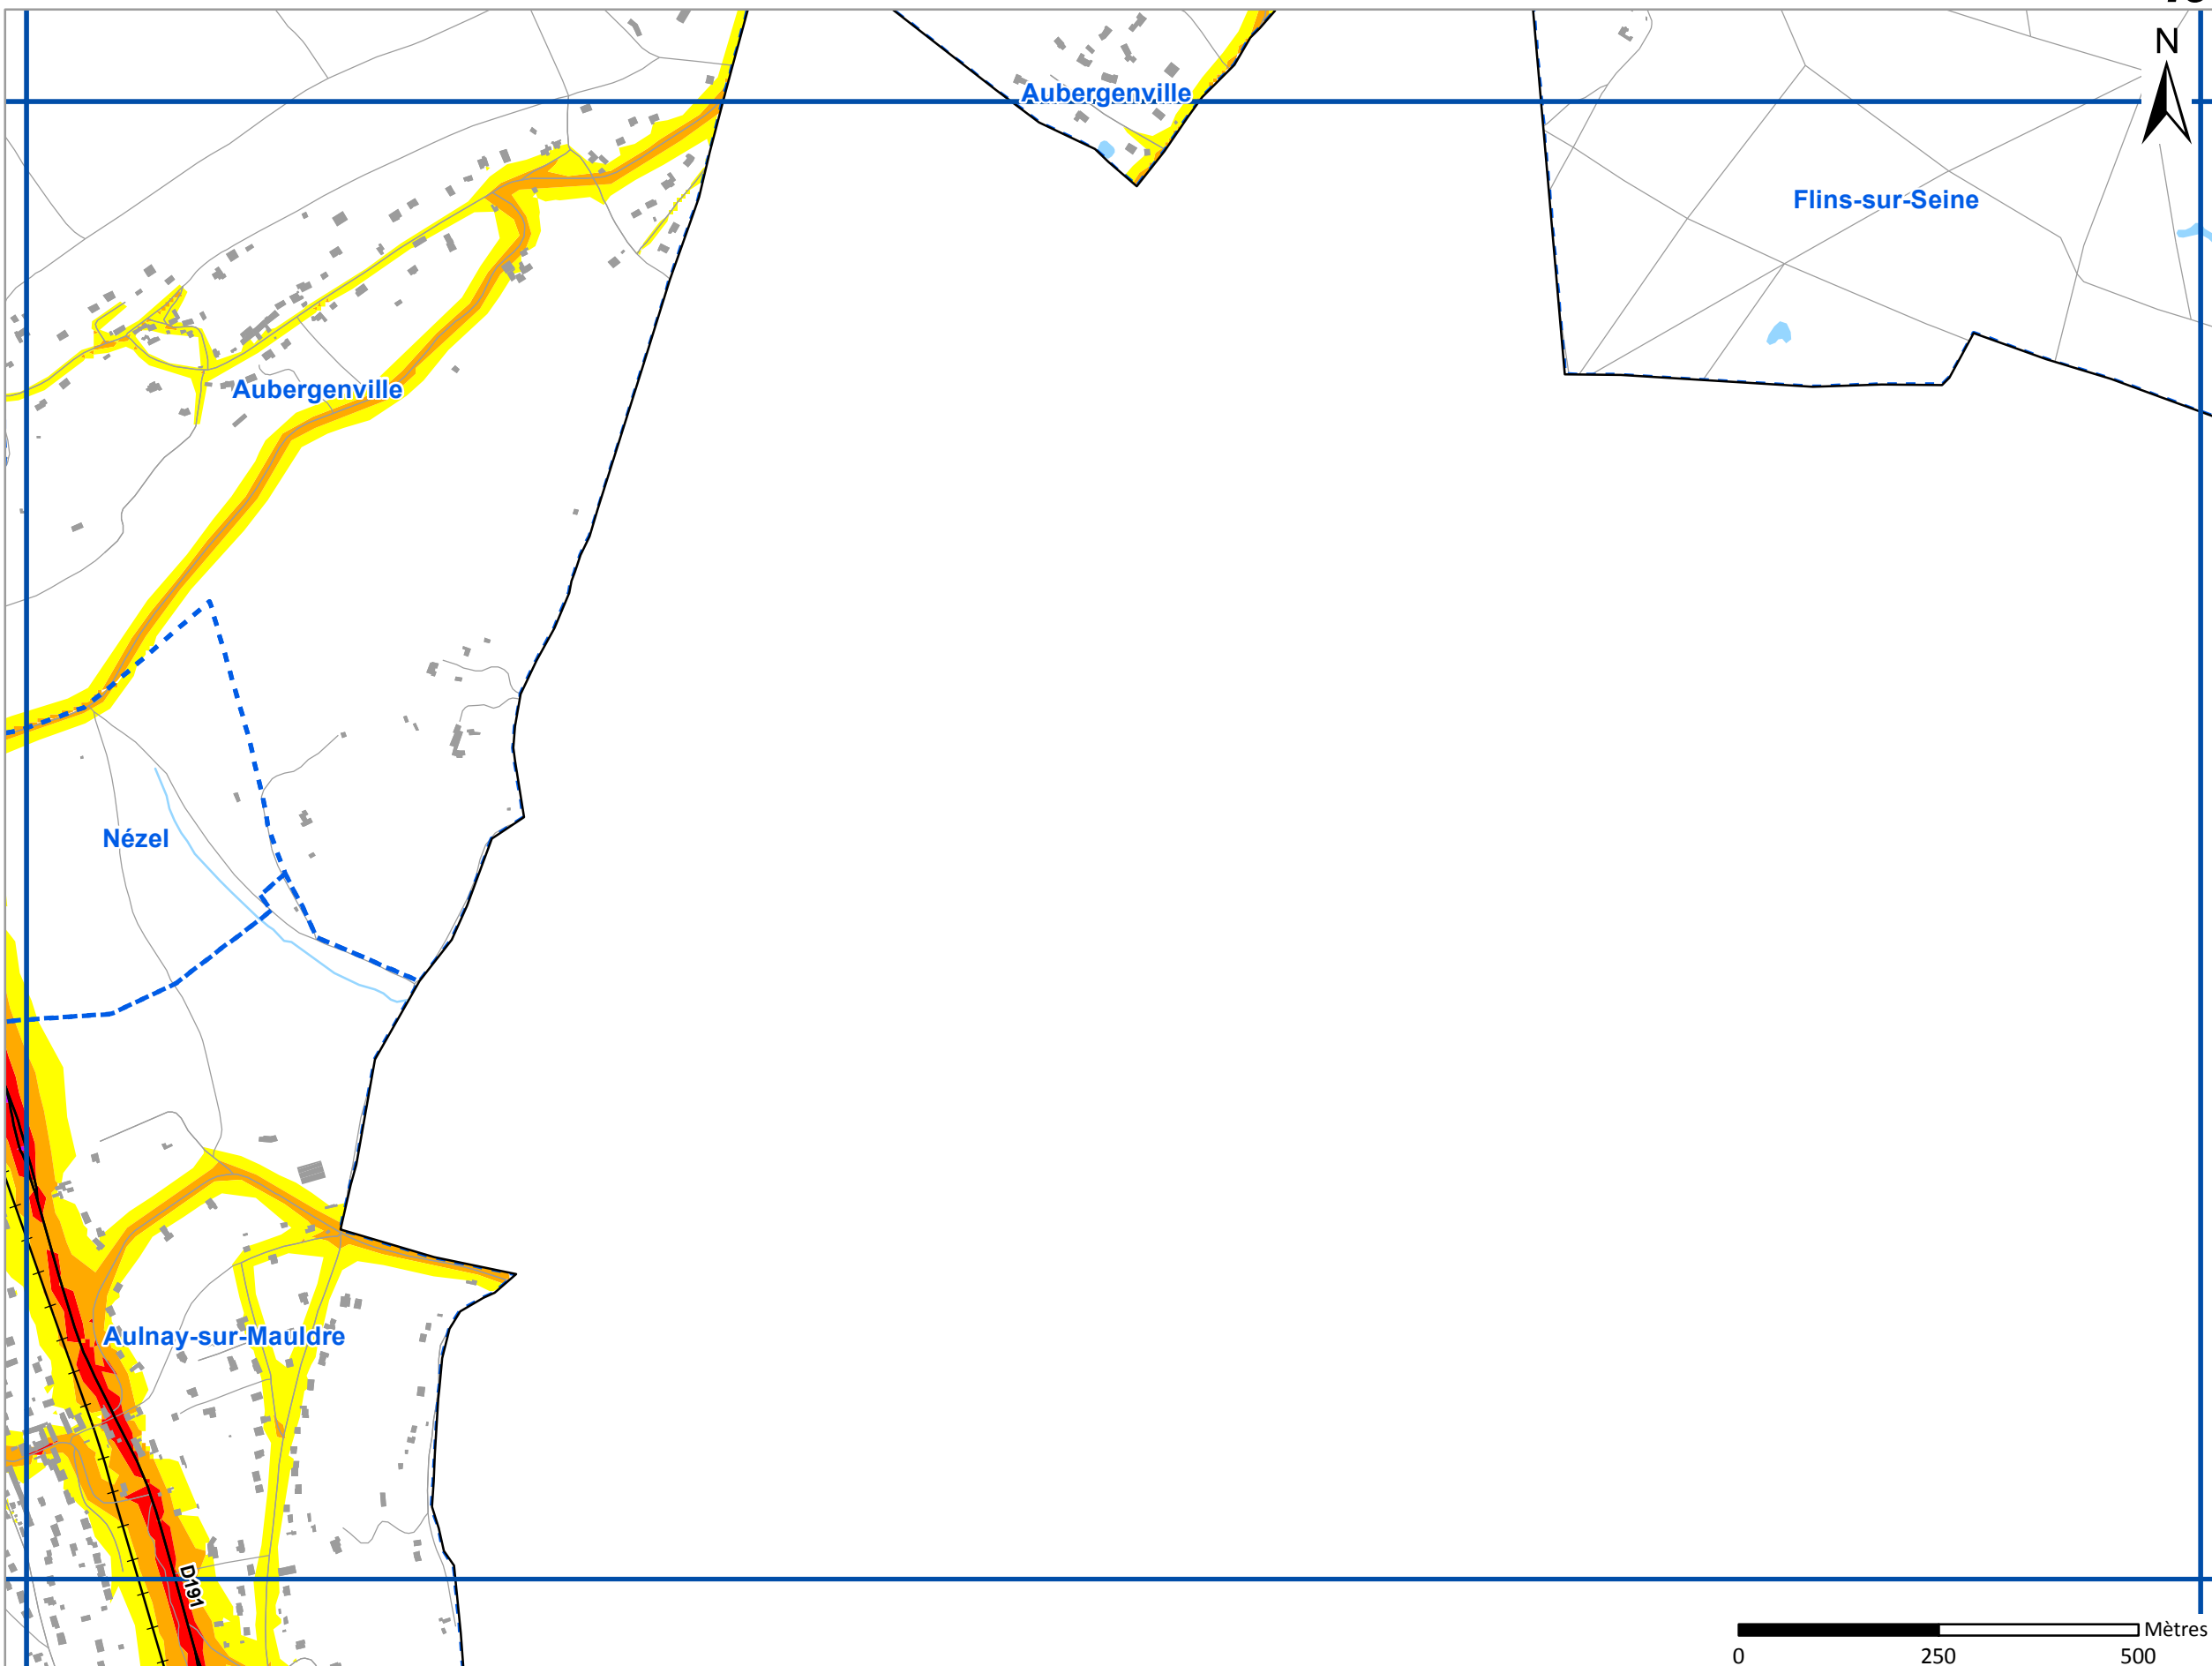 N
Aubergenville
Flins-sur-Seine
Aubergenville
Nézel
Aulnay-sur-Mauldre
D191
Mètres
0 250 500